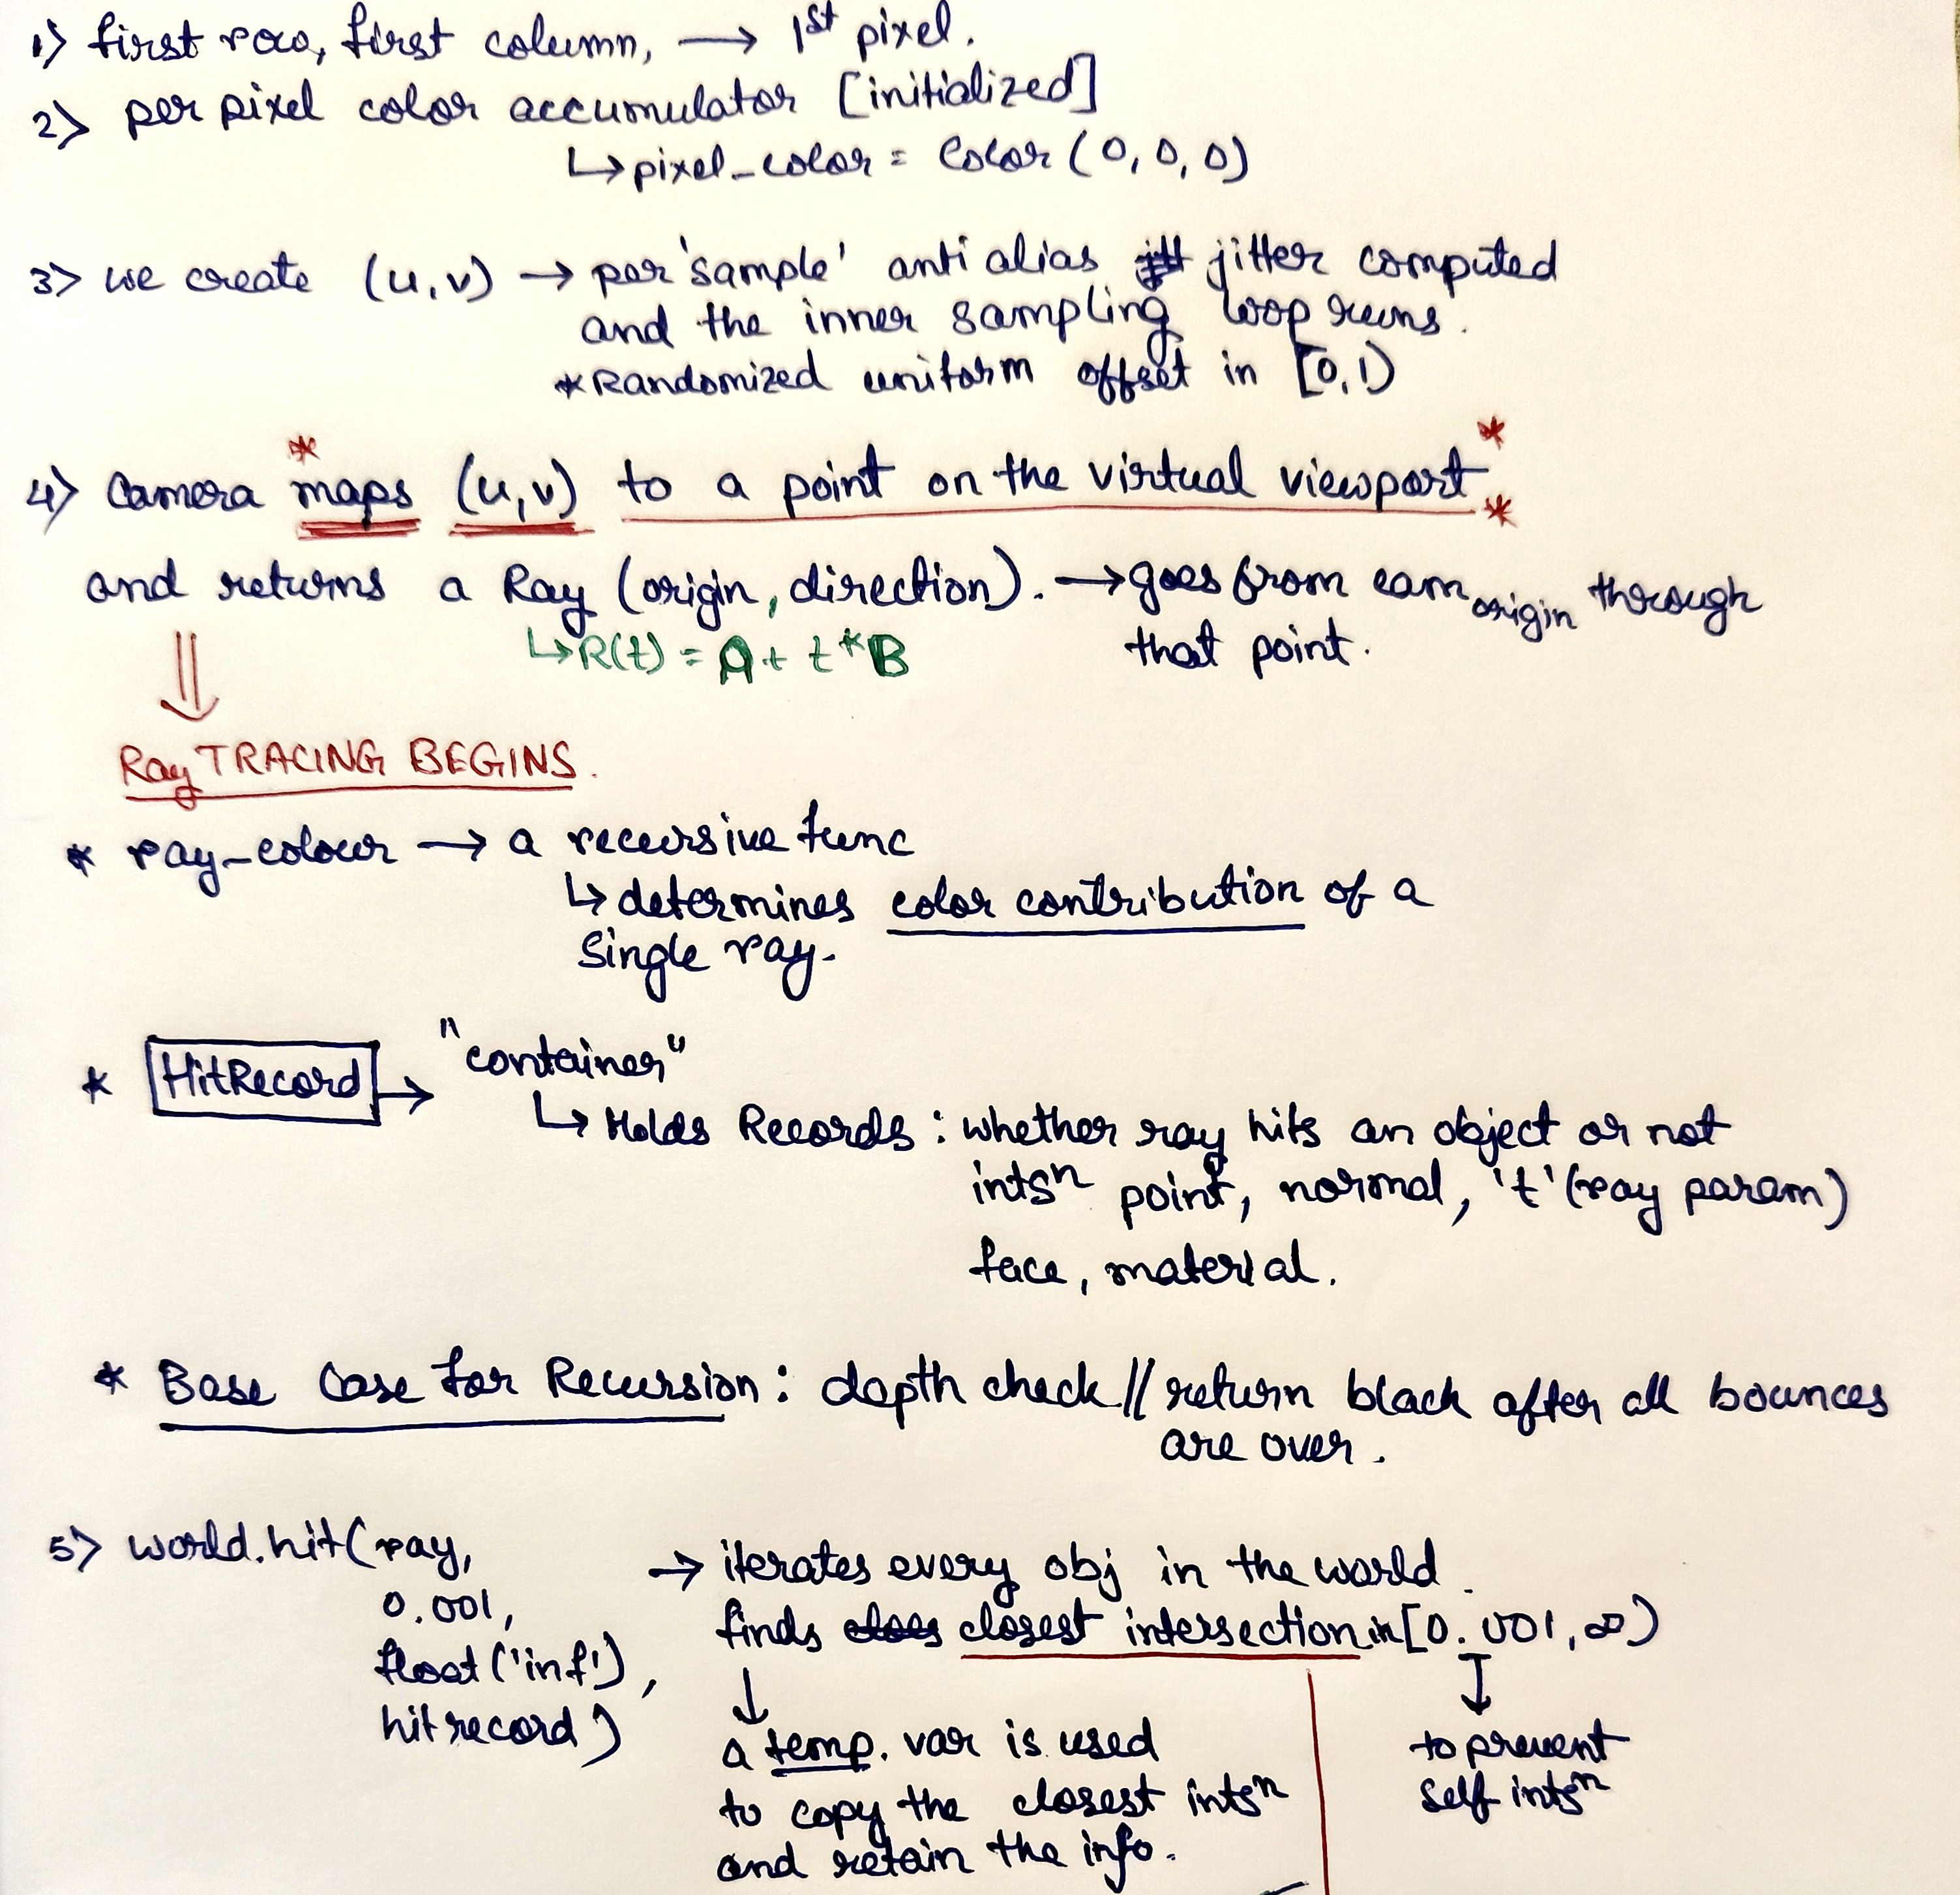 1) first row, first column, → 1st pixel.
2) per pixel color accumulator [initialized]
↳ pixel_color = Color (0, 0, 0)
3) we create (u,v) → per 'sample' anti alias jitter computed
and the inner sampling loop runs.
* Randomized uniform offset in [0,1)
4) Camera maps (u,v) to a point on the virtual viewport
and returns a Ray (origin, direction). → goes from cam origin through
↳ R(t) = A + t*B
that point.
Ray TRACING BEGINS.
* ray_colour → a recursive func
↳ determines color contribution of a
single ray.
* HitRecord → "container"
↳ Holds Records : whether ray hits an object or not
intsn point, normal, 't' (ray param)
face, material.
* Base Case for Recursion : depth check // return black after all bounces
are over.
5) world.hit(ray, → iterates every obj in the world.
0.001,
finds closest intersection in [0.001, ∞)
float('inf'),
hitrecord)
a temp. var is used
to copy the closest intsn
and retain the info.
to prevent
self intsn